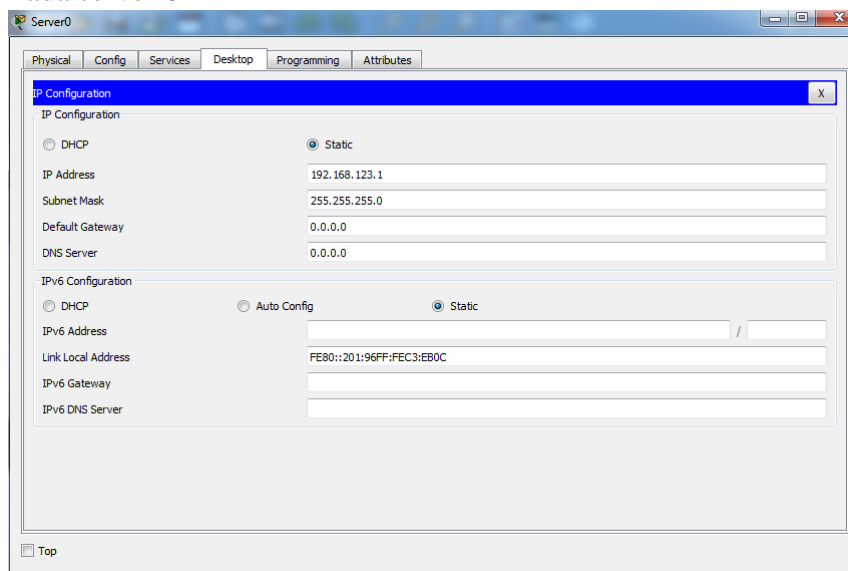 Server0
Physical Config Services Desktop Programming Attributes
IP Configuration X
IP Configuration
DHCP Static
IP Address 192.168.123.1
Subnet Mask 255.255.255.0
Default Gateway 0.0.0.0
DNS Server 0.0.0.0
IPv6 Configuration
DHCP Auto Config Static
IPv6 Address /
Link Local Address FE80::201:96FF:FEC3:EB0C
IPv6 Gateway
IPv6 DNS Server
Top